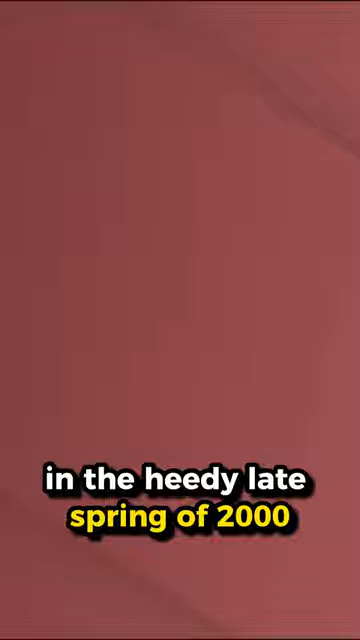 in the heedy late
spring of 2000